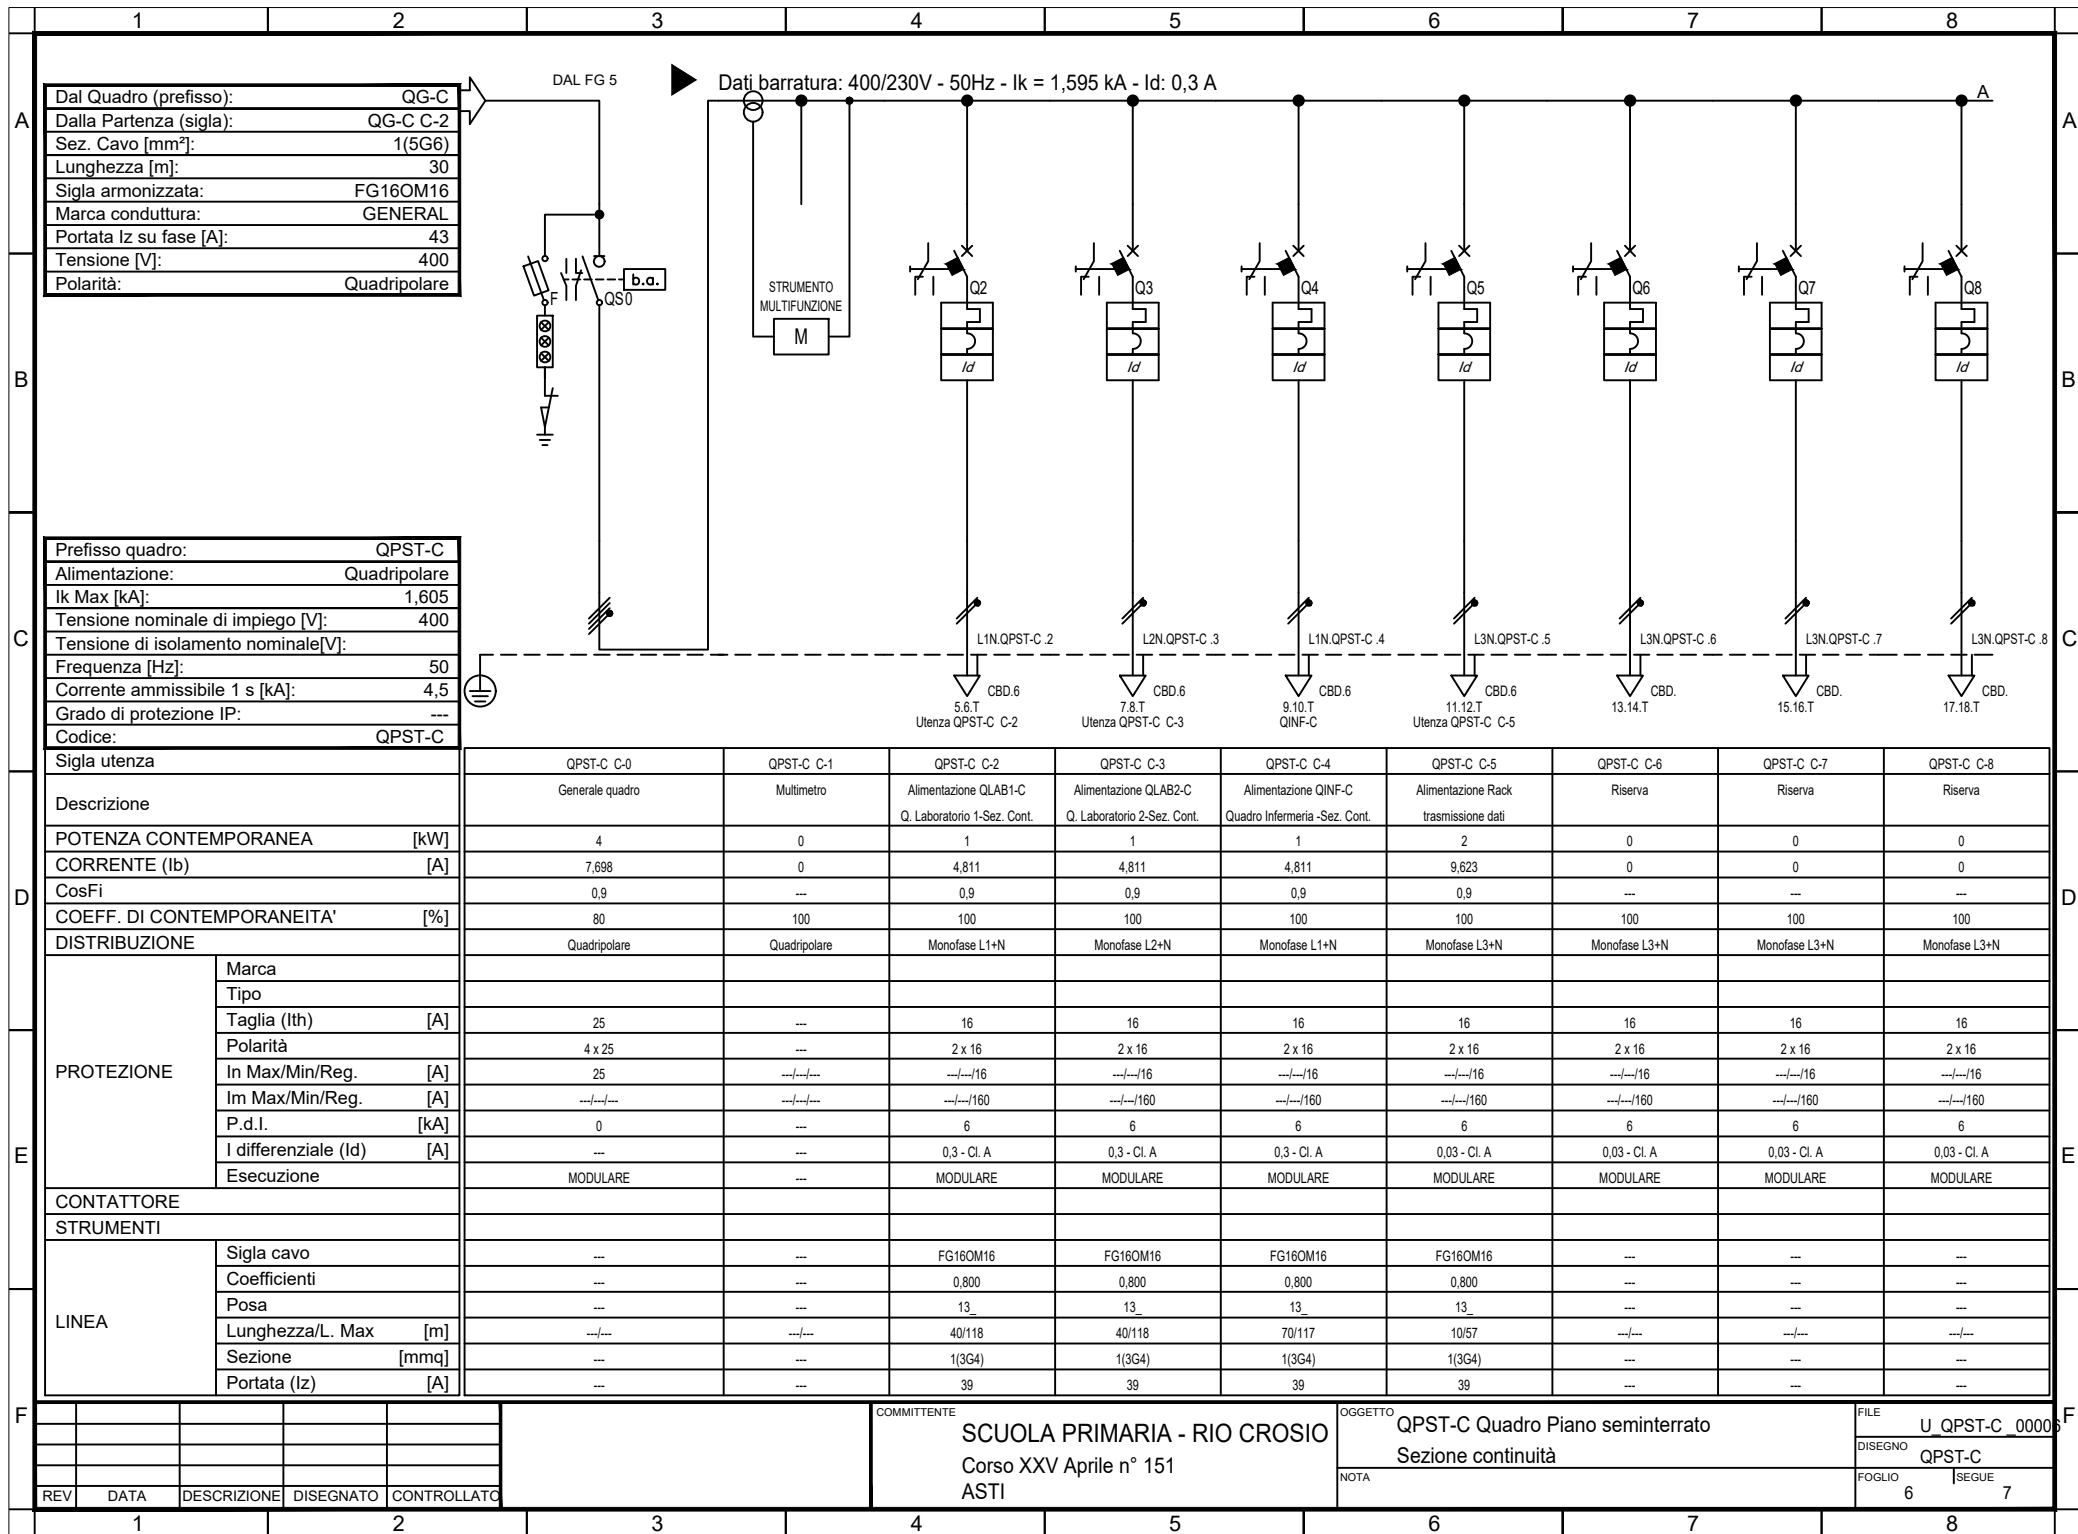 1 2 3 4 5 6 7 8
DAL FG 5
Dati barratura: 400/230V - 50Hz - Ik = 1,595 kA - Id: 0,3 A
A
Dal Quadro (prefisso): QG-C
Dalla Partenza (sigla): QG-C C-2
Sez. Cavo [mm²]: 1(5G6)
Lunghezza [m]: 30
Sigla armonizzata: FG16OM16
Marca conduttura: GENERAL
Portata Iz su fase [A]: 43
Tensione [V]: 400
Polarità: Quadripolare
A A
F QS0 b.a.
STRUMENTO
MULTIFUNZIONE
M
Q2 Q3 Q4 Q5 Q6 Q7 Q8
Id Id Id Id Id Id Id
B B
Prefisso quadro: QPST-C
Alimentazione: Quadripolare
Ik Max [kA]: 1,605
Tensione nominale di impiego [V]: 400
Tensione di isolamento nominale[V]:
Frequenza [Hz]: 50
Corrente ammissibile 1 s [kA]: 4,5
Grado di protezione IP: ---
Codice: QPST-C
C C
L1N.QPST-C .2 L2N.QPST-C .3 L1N.QPST-C .4 L3N.QPST-C .5 L3N.QPST-C .6 L3N.QPST-C .7 L3N.QPST-C .8
CBD.6 CBD.6 CBD.6 CBD.6 CBD. CBD. CBD.
5.6.T 7.8.T 9.10.T 11.12.T 13.14.T 15.16.T 17.18.T
Utenza QPST-C C-2 Utenza QPST-C C-3 QINF-C Utenza QPST-C C-5
Sigla utenza QPST-C C-0 QPST-C C-1 QPST-C C-2 QPST-C C-3 QPST-C C-4 QPST-C C-5 QPST-C C-6 QPST-C C-7 QPST-C C-8
Descrizione Generale quadro Multimetro Alimentazione QLAB1-C Alimentazione QLAB2-C Alimentazione QINF-C Alimentazione Rack Riserva Riserva Riserva
Q. Laboratorio 1-Sez. Cont. Q. Laboratorio 2-Sez. Cont. Quadro Infermeria -Sez. Cont. trasmissione dati
POTENZA CONTEMPORANEA [kW] 4 0 1 1 1 2 0 0 0
CORRENTE (Ib) [A] 7,698 0 4,811 4,811 4,811 9,623 0 0 0
CosFi 0,9 --- 0,9 0,9 0,9 0,9 --- --- ---
D D
COEFF. DI CONTEMPORANEITA' [%] 80 100 100 100 100 100 100 100 100
DISTRIBUZIONE Quadripolare Quadripolare Monofase L1+N Monofase L2+N Monofase L1+N Monofase L3+N Monofase L3+N Monofase L3+N Monofase L3+N
PROTEZIONE
Marca
Tipo
Taglia (Ith) [A] 25 --- 16 16 16 16 16 16 16
Polarità 4 x 25 --- 2 x 16 2 x 16 2 x 16 2 x 16 2 x 16 2 x 16 2 x 16
In Max/Min/Reg. [A] 25 ---/---/--- ---/---/16 ---/---/16 ---/---/16 ---/---/16 ---/---/16 ---/---/16 ---/---/16
Im Max/Min/Reg. [A] ---/---/--- ---/---/--- ---/---/160 ---/---/160 ---/---/160 ---/---/160 ---/---/160 ---/---/160 ---/---/160
P.d.I. [kA] 0 --- 6 6 6 6 6 6 6
E E
I differenziale (Id) [A] --- --- 0,3 - Cl. A 0,3 - Cl. A 0,3 - Cl. A 0,03 - Cl. A 0,03 - Cl. A 0,03 - Cl. A 0,03 - Cl. A
Esecuzione MODULARE --- MODULARE MODULARE MODULARE MODULARE MODULARE MODULARE MODULARE
CONTATTORE
STRUMENTI
LINEA
Sigla cavo --- --- FG16OM16 FG16OM16 FG16OM16 FG16OM16 --- --- ---
Coefficienti --- --- 0,800 0,800 0,800 0,800 --- --- ---
Posa --- --- 13_ 13_ 13_ 13_ --- --- ---
Lunghezza/L. Max [m] ---/--- ---/--- 40/118 40/118 70/117 10/57 ---/--- ---/--- ---/---
Sezione [mmq] --- --- 1(3G4) 1(3G4) 1(3G4) 1(3G4) --- --- ---
Portata (Iz) [A] --- --- 39 39 39 39 --- --- ---
F F
REV DATA DESCRIZIONE DISEGNATO CONTROLLATO
COMMITTENTE
SCUOLA PRIMARIA - RIO CROSIO
Corso XXV Aprile n° 151
ASTI
OGGETTO
QPST-C Quadro Piano seminterrato
Sezione continuità
NOTA
FILE
U_QPST-C _00006
DISEGNO
QPST-C
FOGLIO SEGUE
6 7
1 2 3 4 5 6 7 8